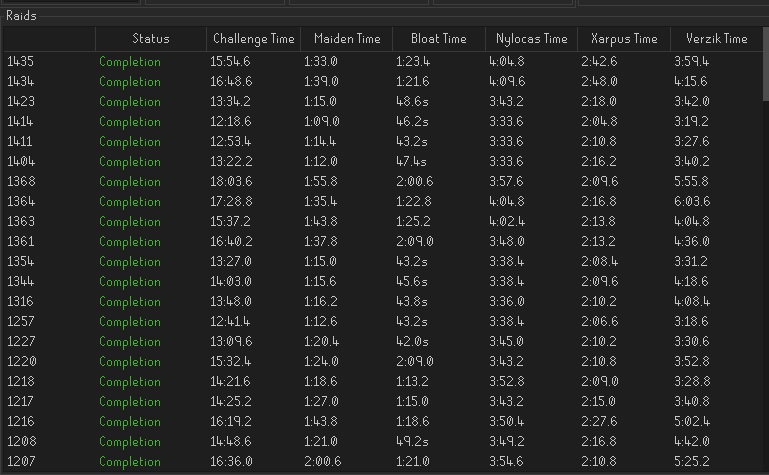 Raids
Status Challenge Time Maiden Time Bloat Time Nylocas Time Xarpus Time Verzik Time
1435 Completion 15:54.6 1:33.0 1:23.4 4:04.8 2:42.6 3:59.4
1434 Completion 16:48.6 1:39.0 1:21.6 4:09.6 2:48.0 4:15.6
1423 Completion 13:34.2 1:15.0 48.6s 3:43.2 2:18.0 3:42.0
1414 Completion 12:18.6 1:09.0 46.2s 3:33.6 2:04.8 3:19.2
1411 Completion 12:53.4 1:14.4 43.2s 3:33.6 2:10.8 3:27.6
1404 Completion 13:22.2 1:12.0 47.4s 3:33.6 2:16.2 3:40.2
1368 Completion 18:03.6 1:55.8 2:00.6 3:57.6 2:09.6 5:55.8
1364 Completion 17:28.8 1:35.4 1:22.8 4:04.8 2:16.8 6:03.6
1363 Completion 15:37.2 1:43.8 1:25.2 4:02.4 2:13.8 4:04.8
1361 Completion 16:40.2 1:37.8 2:09.0 3:48.0 2:13.2 4:36.0
1354 Completion 13:27.0 1:15.0 43.2s 3:38.4 2:08.4 3:31.2
1344 Completion 14:03.0 1:15.6 45.6s 3:38.4 2:09.6 4:18.6
1316 Completion 13:48.0 1:16.2 43.8s 3:36.0 2:10.2 4:08.4
1257 Completion 12:41.4 1:12.6 43.2s 3:38.4 2:06.6 3:18.6
1227 Completion 13:09.6 1:20.4 42.0s 3:45.0 2:10.2 3:30.6
1220 Completion 15:32.4 1:24.0 2:09.0 3:43.2 2:10.8 3:52.8
1218 Completion 14:21.6 1:18.6 1:13.2 3:52.8 2:09.0 3:28.8
1217 Completion 14:25.2 1:27.0 1:15.0 3:43.2 2:15.0 3:40.8
1216 Completion 16:19.2 1:43.8 1:18.6 3:50.4 2:27.6 5:02.4
1208 Completion 14:48.6 1:21.0 49.2s 3:49.2 2:16.8 4:42.0
1207 Completion 16:36.0 2:00.6 1:21.0 3:54.6 2:10.8 5:25.2